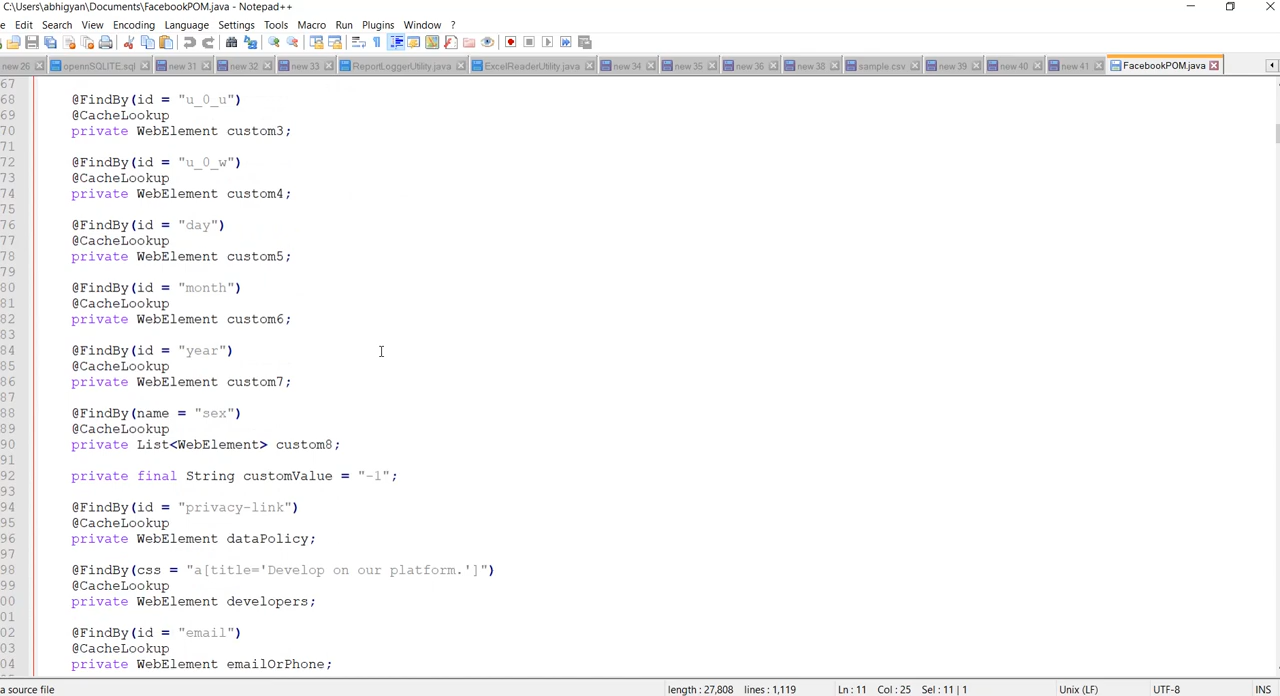 C:\Users\abhigyan\Documents\FacebookPOM.java - Notepad++
e Edit Search View Encoding Language Settings Tools Macro Run Plugins Window ?
new 26 opennSQLITE.sql new 31 new 32 new 33 ReportLoggerUtility.java ExcelReaderUtility.java new 34 new 35 new 36 new 38 sample.csv new 39 new 40 new 41 FacebookPOM.java
67
68 @FindBy(id = "u_0_u")
69 @CacheLookup
70 private WebElement custom3;
71
72 @FindBy(id = "u_0_w")
73 @CacheLookup
74 private WebElement custom4;
75
76 @FindBy(id = "day")
77 @CacheLookup
78 private WebElement custom5;
79
80 @FindBy(id = "month")
81 @CacheLookup
82 private WebElement custom6;
83
84 @FindBy(id = "year")
85 @CacheLookup
86 private WebElement custom7;
87
88 @FindBy(name = "sex")
89 @CacheLookup
90 private List<WebElement> custom8;
91
92 private final String customValue = "-1";
93
94 @FindBy(id = "privacy-link")
95 @CacheLookup
96 private WebElement dataPolicy;
97
98 @FindBy(css = "a[title='Develop on our platform.']")
99 @CacheLookup
00 private WebElement developers;
01
02 @FindBy(id = "email")
03 @CacheLookup
04 private WebElement emailOrPhone;
a source file length : 27,808 lines : 1,119 Ln : 11 Col : 25 Sel : 11 | 1 Unix (LF) UTF-8 INS